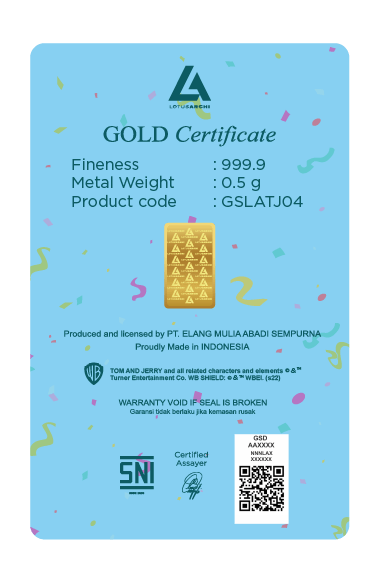 LOTUSARCHI
GOLD Certificate
Fineness : 999.9
Metal Weight : 0.5 g
Product code : GSLATJ04
Produced and licensed by PT. ELANG MULIA ABADI SEMPURNA
Proudly Made in INDONESIA
WB
TOM AND JERRY and all related characters and elements © &™
Turner Entertainment Co. WB SHIELD: © &™ WBEI. (s22)
WARRANTY VOID IF SEAL IS BROKEN
Garansi tidak berlaku jika kemasan rusak
SNI
Certified
Assayer
GSD
AAXXXX
NNNLAX
XXXXXX